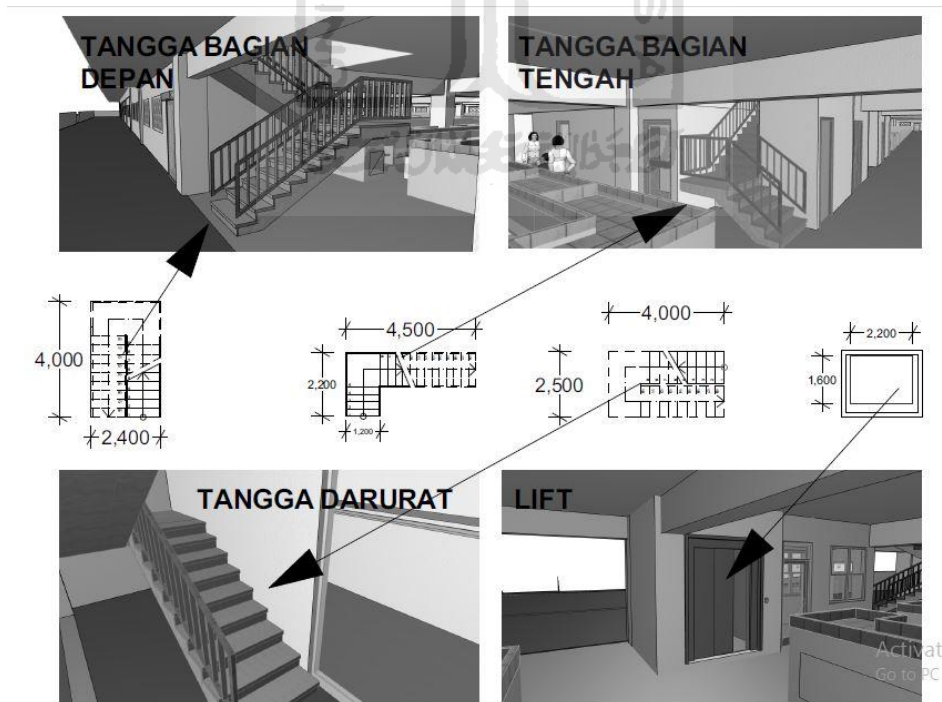 TANGGA BAGIAN
DEPAN
TANGGA BAGIAN
TENGAH
4,000
2,400
4,500
2,200
1,200
4,000
2,500
2,200
1,600
TANGGA DARURAT
LIFT
Activat
Go to PC